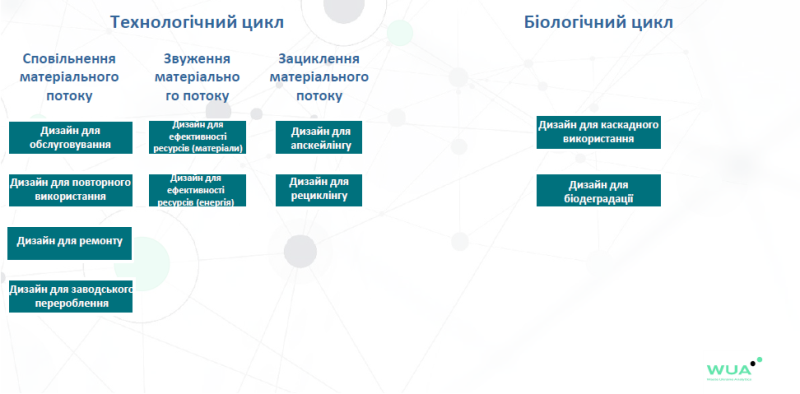 Технологічний цикл
Біологічний цикл
Сповільнення
матеріального
потоку
Звуження
матеріально
го потоку
Зациклення
матеріального
потоку
Дизайн для
обслуговування
Дизайн для
ефективності
ресурсів (матеріали)
Дизайн для
апскейлінгу
Дизайн для каскадного
використання
Дизайн для повторного
використання
Дизайн для
ефективності
ресурсів (енергія)
Дизайн для
рециклінгу
Дизайн для
біодеградації
Дизайн для ремонту
Дизайн для заводського
перероблення
WUA